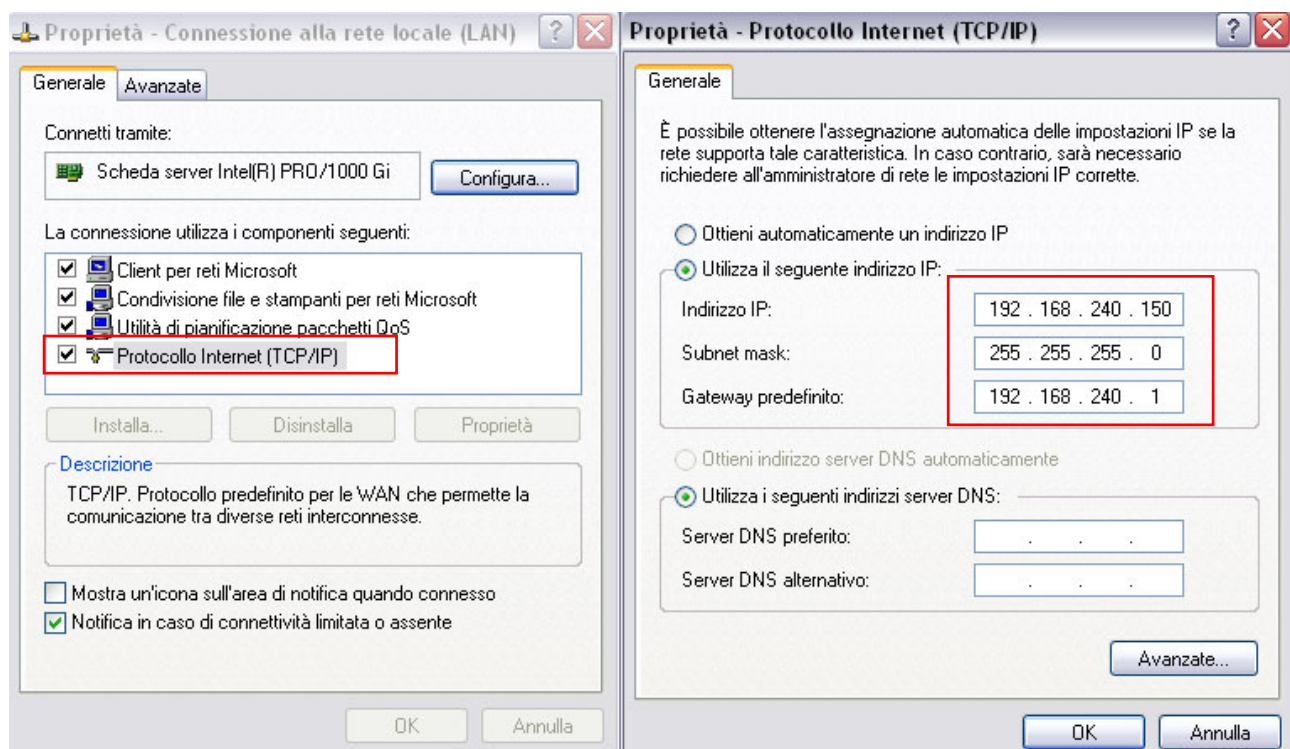 Proprietà - Connessione alla rete locale (LAN)
Generale
Avanzate
Connetti tramite:
Scheda server Intel(R) PRO/1000 Gi
Configura...
La connessione utilizza i componenti seguenti:
Client per reti Microsoft
Condivisione file e stampanti per reti Microsoft
Utilità di pianificazione pacchetti QoS
Protocollo Internet (TCP/IP)
Installa...
Disinstalla
Proprietà
Descrizione
TCP/IP. Protocollo predefinito per le WAN che permette la
comunicazione tra diverse reti interconnesse.
Mostra un'icona sull'area di notifica quando connesso
Notifica in caso di connettività limitata o assente
OK
Annulla
Proprietà - Protocollo Internet (TCP/IP)
Generale
È possibile ottenere l'assegnazione automatica delle impostazioni IP se la
rete supporta tale caratteristica. In caso contrario, sarà necessario
richiedere all'amministratore di rete le impostazioni IP corrette.
Ottieni automaticamente un indirizzo IP
Utilizza il seguente indirizzo IP:
Indirizzo IP: 192 . 168 . 240 . 150
Subnet mask: 255 . 255 . 255 . 0
Gateway predefinito: 192 . 168 . 240 . 1
Ottieni indirizzo server DNS automaticamente
Utilizza i seguenti indirizzi server DNS:
Server DNS preferito: . . .
Server DNS alternativo: . . .
Avanzate...
OK
Annulla